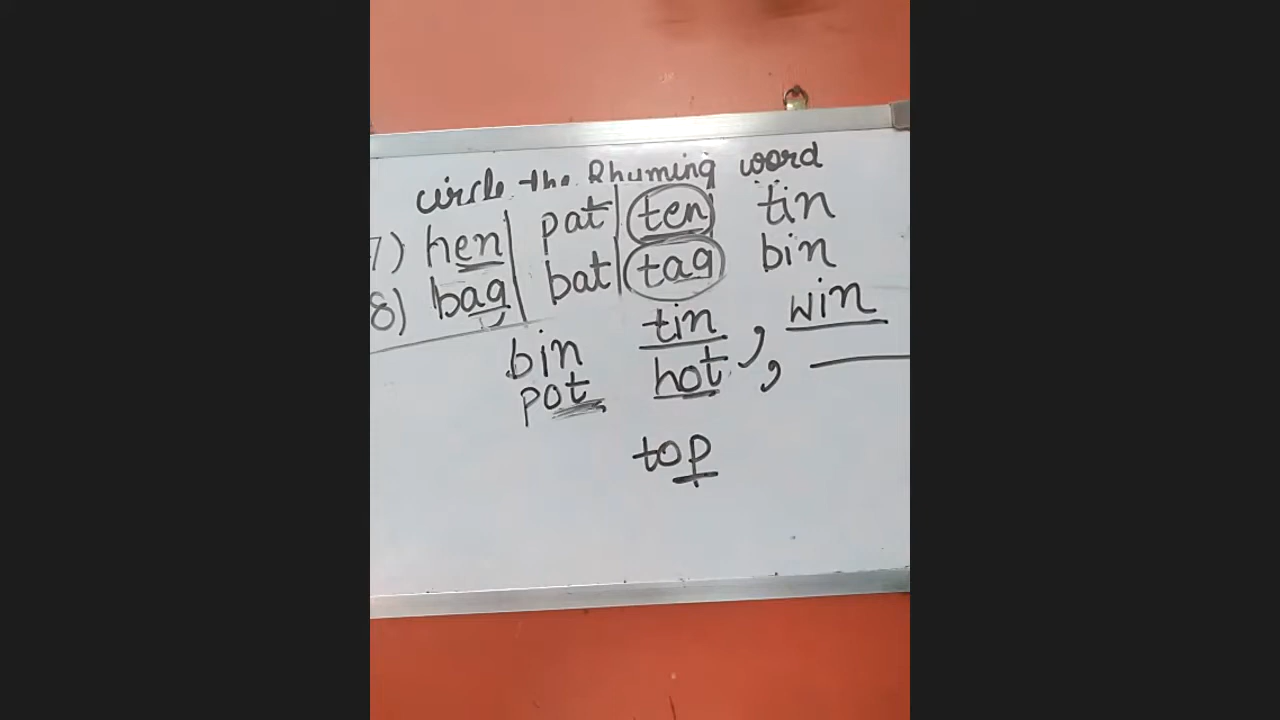 circle the Rhuming word
7) hen pat ten tin
8) bag bat tag bin
bin tin, win
pot hot,
top